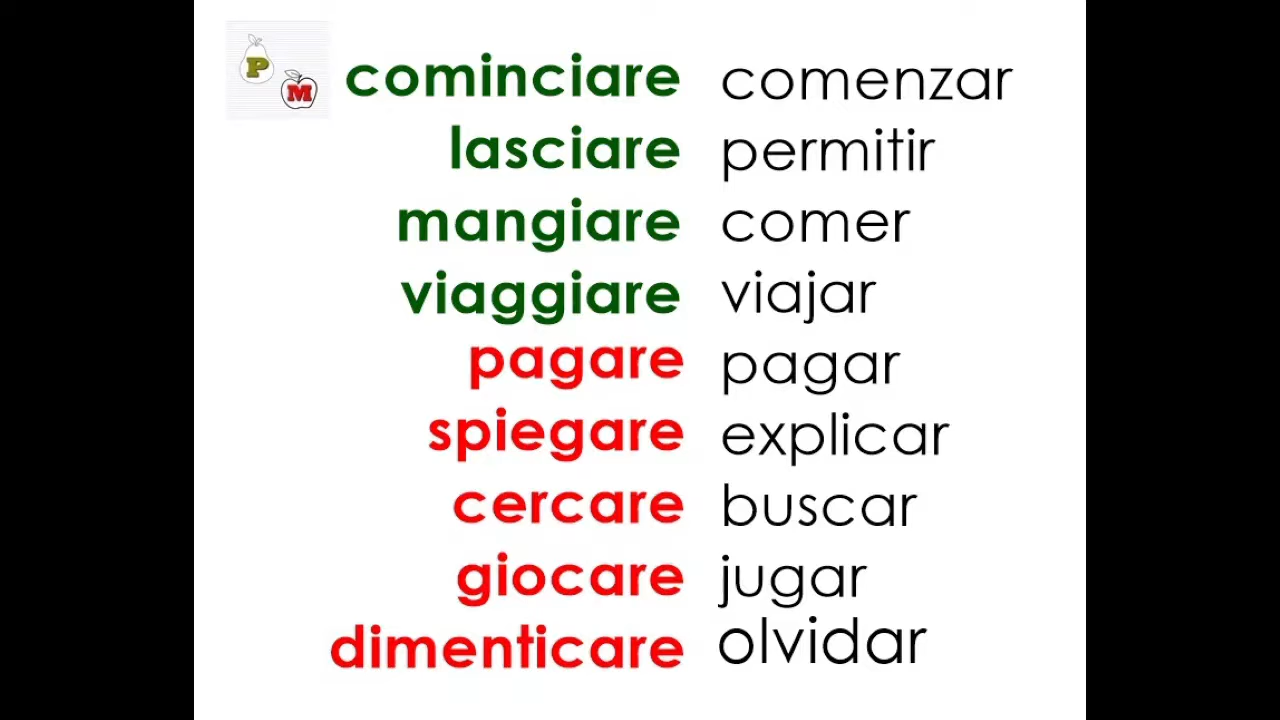 P
M
cominciare comenzar
lasciare permitir
mangiare comer
viaggiare viajar
pagare pagar
spiegare explicar
cercare buscar
giocare jugar
dimenticare olvidar